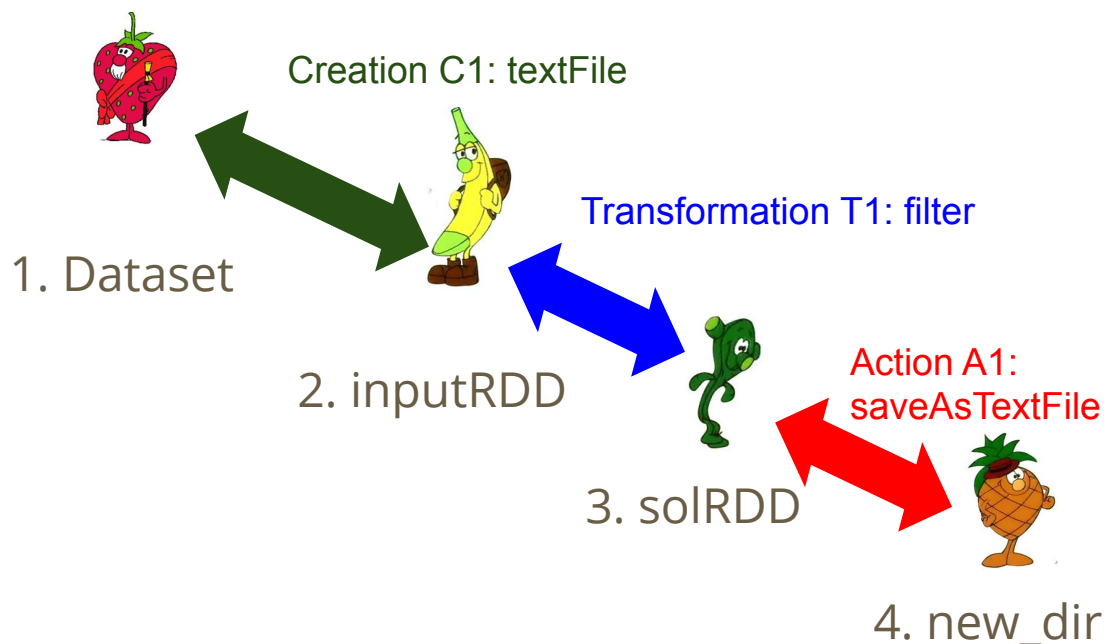 Creation C1: textFile
1. Dataset
Transformation T1: filter
2. inputRDD
Action A1:
saveAsTextFile
3. solRDD
4. new_dir